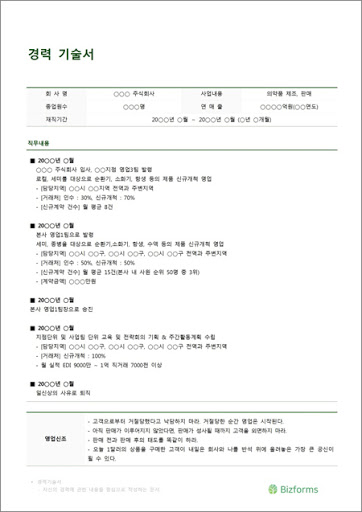 경력 기술서
회 사 명 ○○○ 주식회사 사업내용 의약품 제조, 판매
종업원수 ○○○명 연 매 출 ○○○○억원(○○년도)
재직기간 20○○년 ○월 ~ 20○○년 ○월 (○년 ○개월)
직무내용
■ 20○○년 ○월
○○○ 주식회사 입사, ○○지점 영업3팀 발령
로컬, 세미를 대상으로 순환기, 소화기, 항생 등의 제품 신규개척 영업
- [담당지역] ○○시 ○○지역 전역과 주변지역
- [거래처] 인수 : 30%, 신규개척 : 70%
- [신규계약 건수] 월 평균 8건
■ 20○○년 ○월
본사 영업1팀으로 발령
세미, 종병을 대상으로 순환기,소화기, 항생, 수액 등의 제품 신규개척 영업
- [담당지역] ○○시 ○○구, ○○시 ○○구, ○○시 ○○구 전역과 주변지역
- [거래처] 인수 : 50%, 신규개척 : 50%
- [신규계약 건수] 월 평균 15건(본사 내 사원 순위 50명 중 3위)
- [계약금액] ○○○만원
■ 20○○년 ○월
본사 영업1팀장으로 승진
■ 20○○년 ○월
지점단위 및 사업팀 단위 교육 및 전략회의 기획 & 주간활동계획 수립
- [담당지역] ○○시 ○○구, ○○시 ○○구, ○○시 ○○구 전역과 주변지역
- [거래처] 신규개척 : 100%
- 월 실적 EDI 9000만 ~ 1억 직거래 7000천 이상
■ 20○○년 ○월
일신상의 사유로 퇴직
영업신조
- 고객으로부터 거절당했다고 낙담하지 마라. 거절당한 순간 영업은 시작된다.
- 아직 판매가 이루어지지 않았다면, 판매가 성사될 때까지 고객을 외면하지 마라.
- 판매 전과 판매 후의 태도를 똑같이 하라.
- 오늘 1달러의 상품을 구매한 고객이 내일은 회사와 나를 반석 위에 올려놓은 가장 큰 공신이
될 수 있다.
* 경력기술서
- 자신의 경력에 관한 내용을 중심으로 작성하는 문서
Bizforms